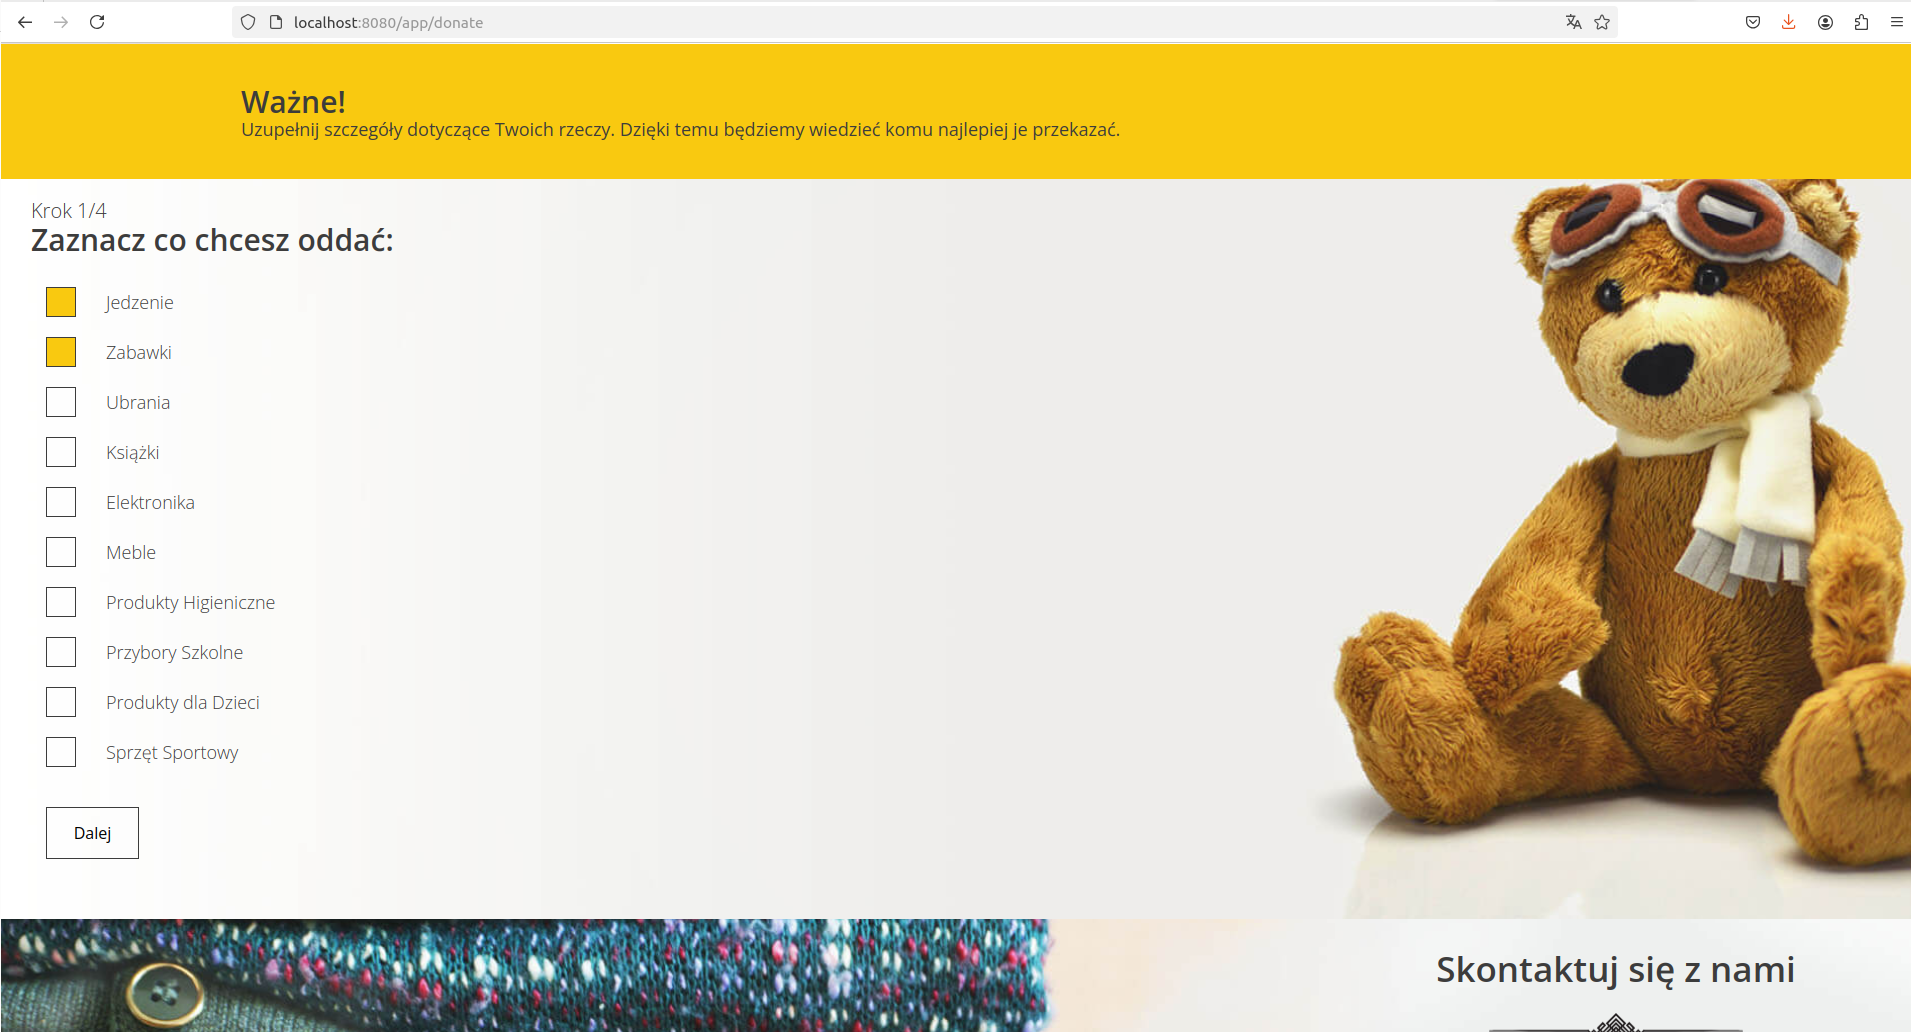 localhost:8080/app/donate
Ważne!
Uzupełnij szczegóły dotyczące Twoich rzeczy. Dzięki temu będziemy wiedzieć komu najlepiej je przekazać.
Krok 1/4
Zaznacz co chcesz oddać:
Jedzenie
Zabawki
Ubrania
Książki
Elektronika
Meble
Produkty Higieniczne
Przybory Szkolne
Produkty dla Dzieci
Sprzęt Sportowy
Dalej
Skontaktuj się z nami